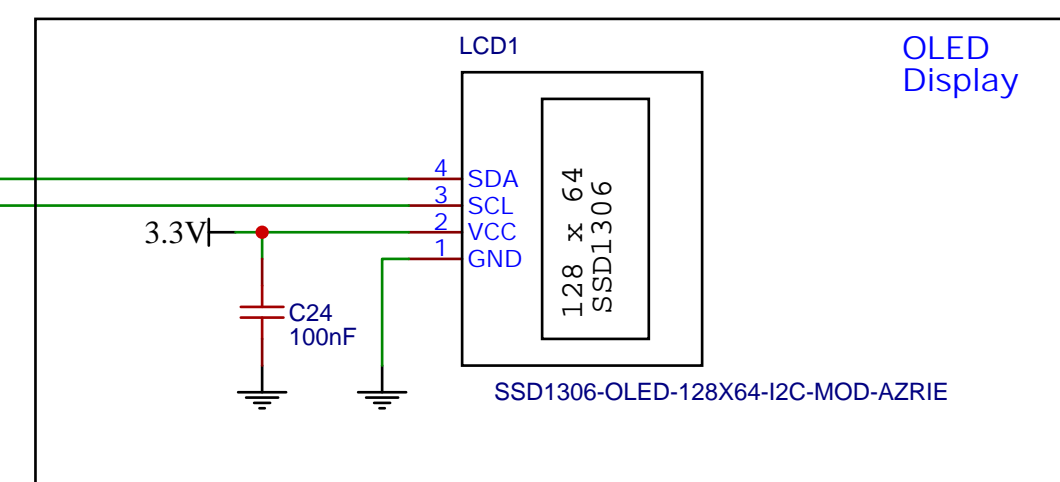 LCD1
OLED
Display
4
SDA
3
SCL
3.3V
2
VCC
1
GND
128 x 64
SSD1306
C24
100nF
SSD1306-OLED-128X64-I2C-MOD-AZRIE